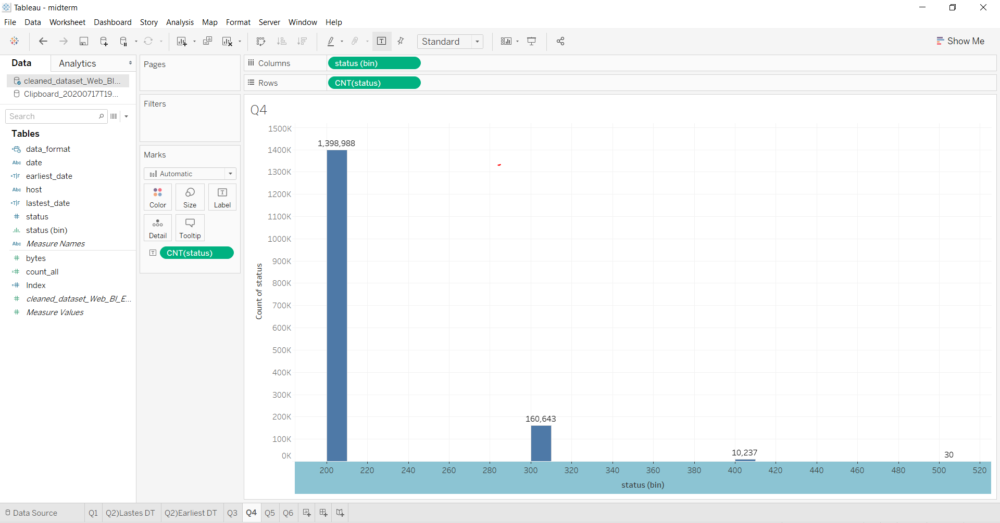 Tableau - midterm
File Data Worksheet Dashboard Story Analysis Map Format Server Window Help
Standard
Show Me
Data Analytics
cleaned_dataset_Web_BI...
Clipboard_20200717T19...
Search
Tables
data_format
Abc date
=T|F earliest_date
Abc host
=T|F lastest_date
# status
status (bin)
Abc Measure Names
# bytes
=# count_all
=# Index
# cleaned_dataset_Web_BI_E...
# Measure Values
Pages
Filters
Marks
Automatic
Color Size Label
Detail Tooltip
T CNT(status)
Columns status (bin)
Rows CNT(status)
Q4
1500K
1400K
1300K
1200K
1100K
1000K
900K
800K
700K
600K
500K
400K
300K
200K
100K
0K
Count of status
1,398,988
160,643
10,237
30
200 220 240 260 280 300 320 340 360 380 400 420 440 460 480 500 520
status (bin)
Data Source Q1 Q2)Lastes DT Q2)Earliest DT Q3 Q4 Q5 Q6